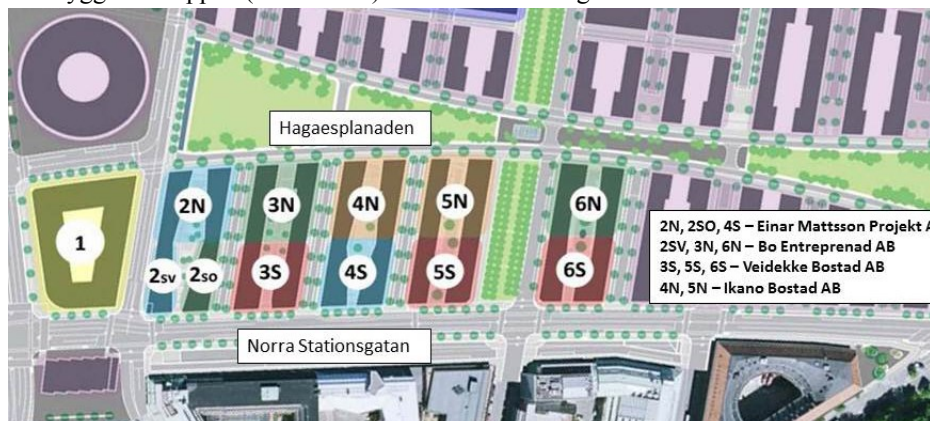 Hagaesplanaden
1
2N
3N
4N
5N
6N
2SV
2SO
3S
4S
5S
6S
2N, 2SO, 4S – Einar Mattsson Projekt A
2SV, 3N, 6N – Bo Entreprenad AB
3S, 5S, 6S – Veidekke Bostad AB
4N, 5N – Ikano Bostad AB
Norra Stationsgatan